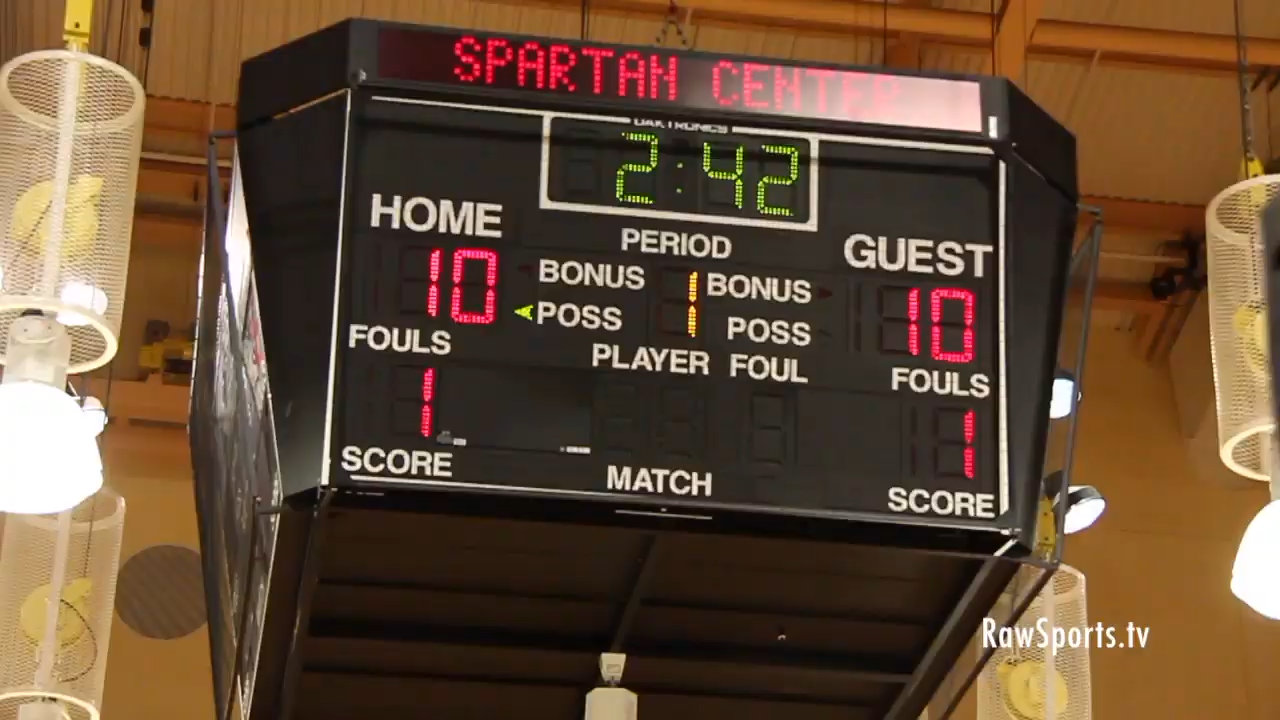 SPARTAN CENTER
DAKTRONICS
2:42
HOME
PERIOD
GUEST
10
BONUS
1
BONUS
10
POSS
POSS
FOULS
PLAYER FOUL
FOULS
1
1
SCORE
MATCH
SCORE
RawSports.tv